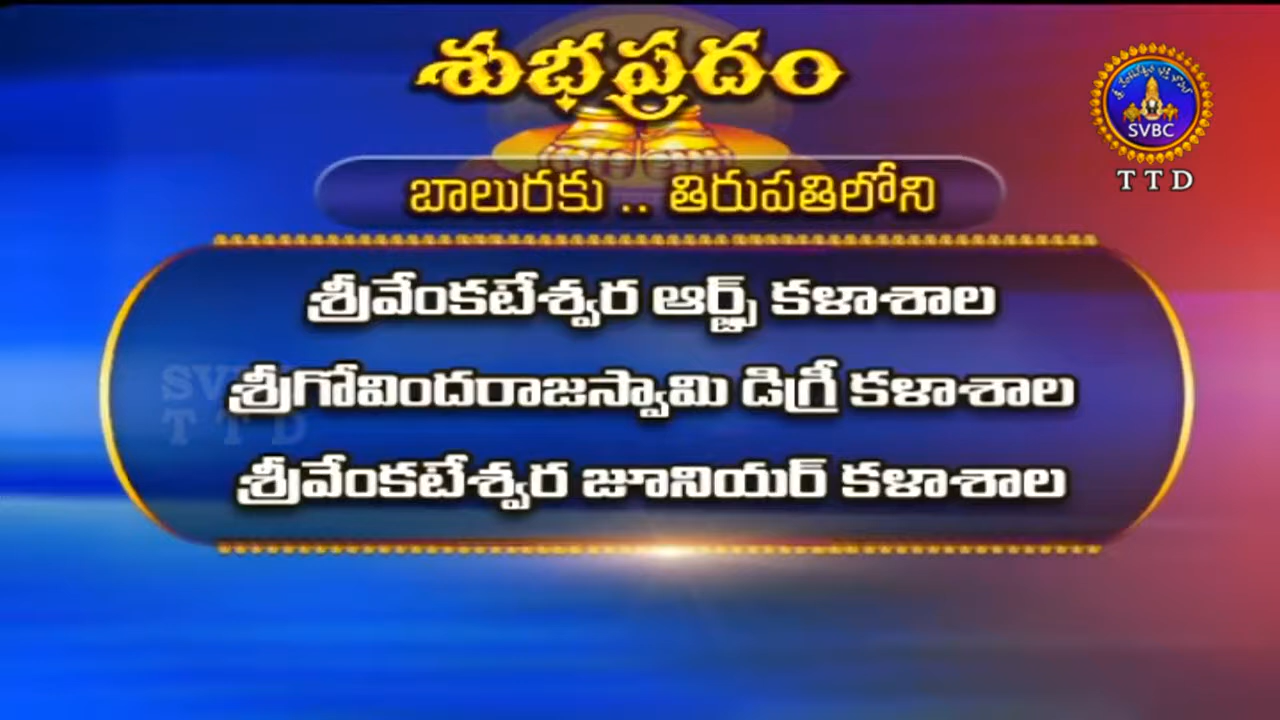 శుభప్రదం
బాలురకు .. తిరుపతిలోని
శ్రీవేంకటేశ్వర ఆర్ట్స్ కళాశాల
శ్రీగోవిందరాజస్వామి డిగ్రీ కళాశాల
శ్రీవేంకటేశ్వర జూనియర్ కళాశాల
SVBC
TTD